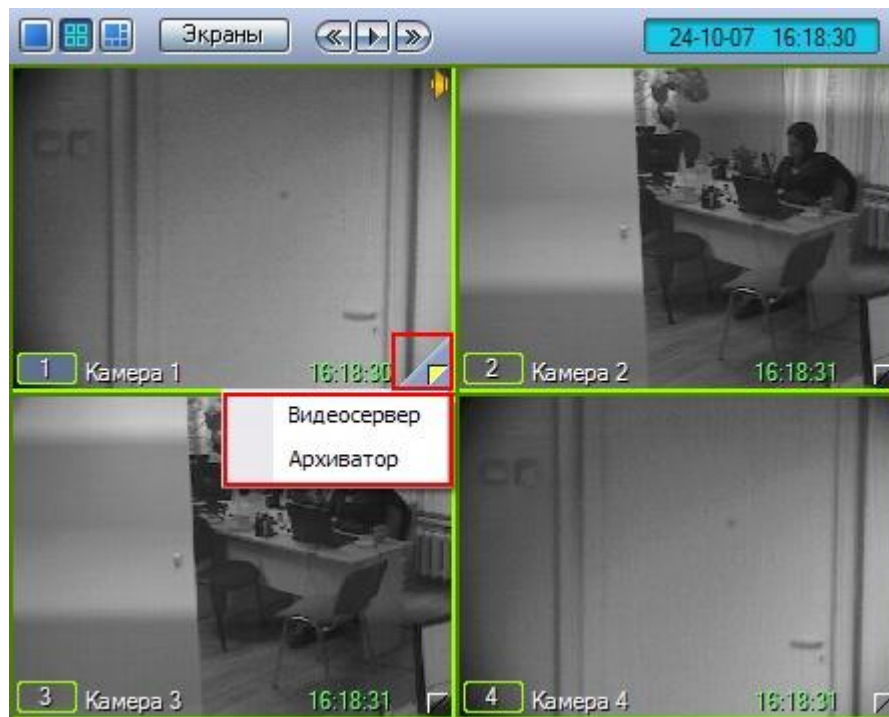 Экраны
24-10-07 16:18:30
1 Камера 1 16:18:30
2 Камера 2 16:18:31
Видеосервер
Архиватор
3 Камера 3 16:18:31
4 Камера 4 16:18:31